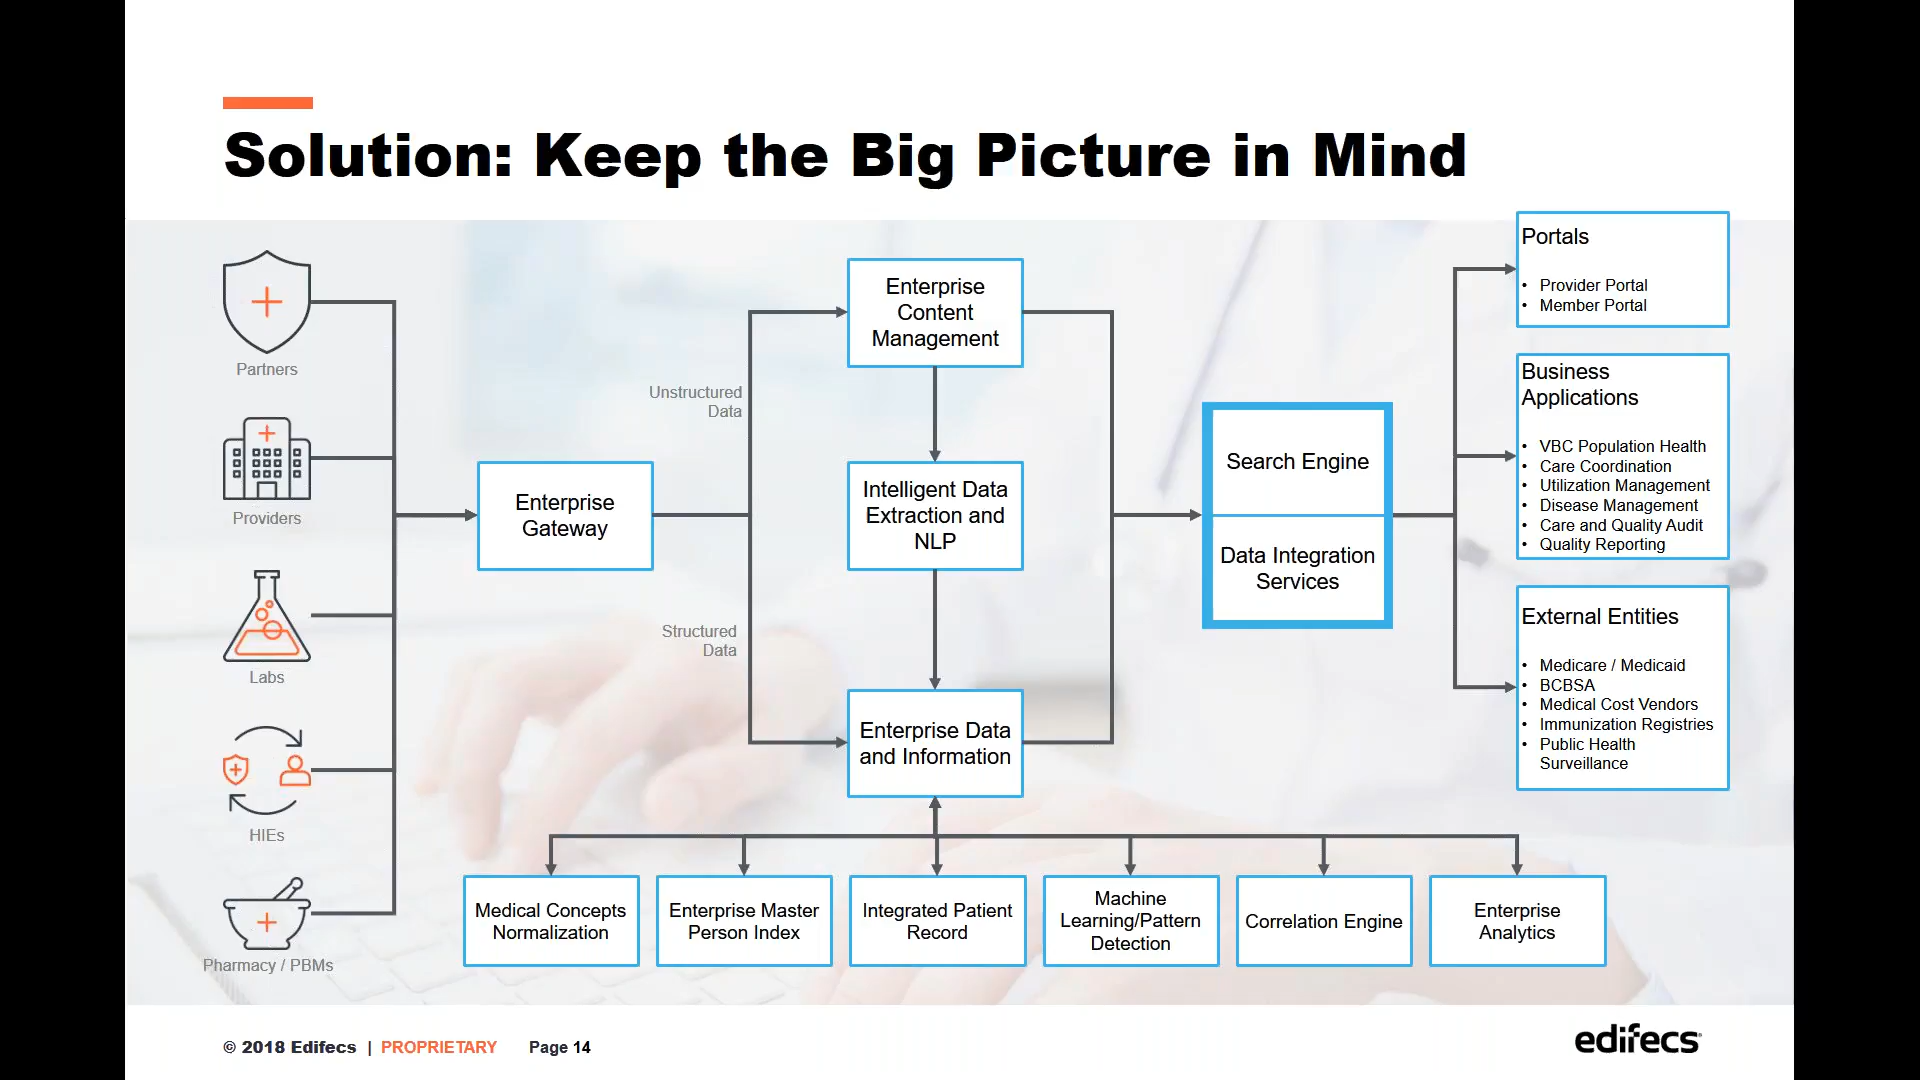 Solution: Keep the Big Picture in Mind
Partners
Providers
Labs
HIEs
Pharmacy / PBMs
Enterprise
Gateway
Unstructured
Data
Structured
Data
Enterprise
Content
Management
Intelligent Data
Extraction and
NLP
Enterprise Data
and Information
Search Engine
Data Integration
Services
Portals
• Provider Portal
• Member Portal
Business
Applications
• VBC Population Health
• Care Coordination
• Utilization Management
• Disease Management
• Care and Quality Audit
• Quality Reporting
External Entities
• Medicare / Medicaid
• BCBSA
• Medical Cost Vendors
• Immunization Registries
• Public Health
Surveillance
Medical Concepts
Normalization
Enterprise Master
Person Index
Integrated Patient
Record
Machine
Learning/Pattern
Detection
Correlation Engine
Enterprise
Analytics
© 2018 Edifecs | PROPRIETARY Page 14
edifecs